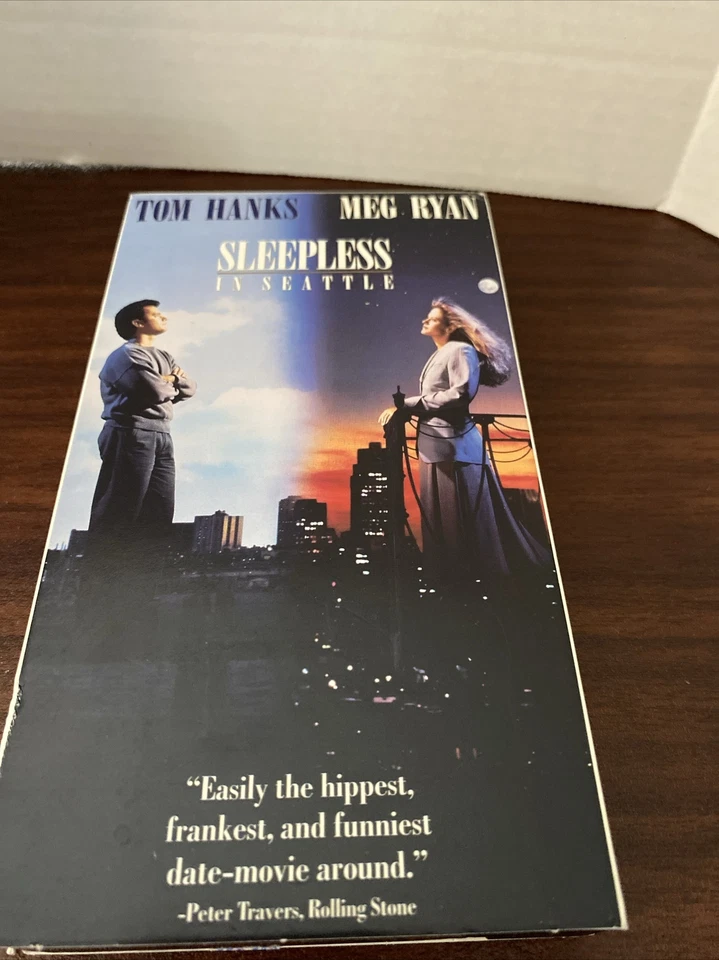 TOM HANKS MEG RYAN
SLEEPLESS
IN SEATTLE
“Easily the hippest,
frankest, and funniest
date-movie around.”
-Peter Travers, Rolling Stone